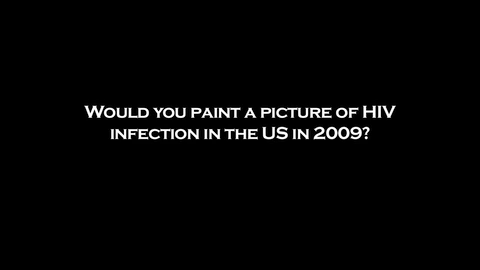 Would you paint a picture of HIV
infection in the US in 2009?